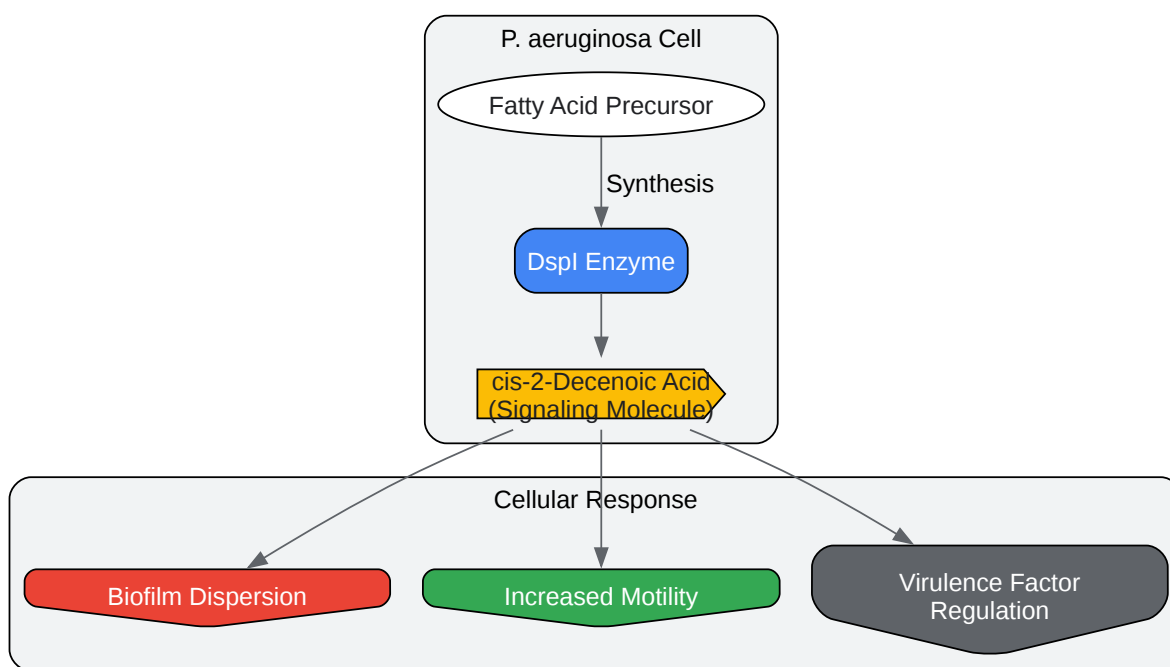 P. aeruginosa Cell
Fatty Acid Precursor
Synthesis
DspI Enzyme
cis-2-Decenoic Acid
(Signaling Molecule)
Cellular Response
Biofilm Dispersion
Increased Motility
Virulence Factor
Regulation